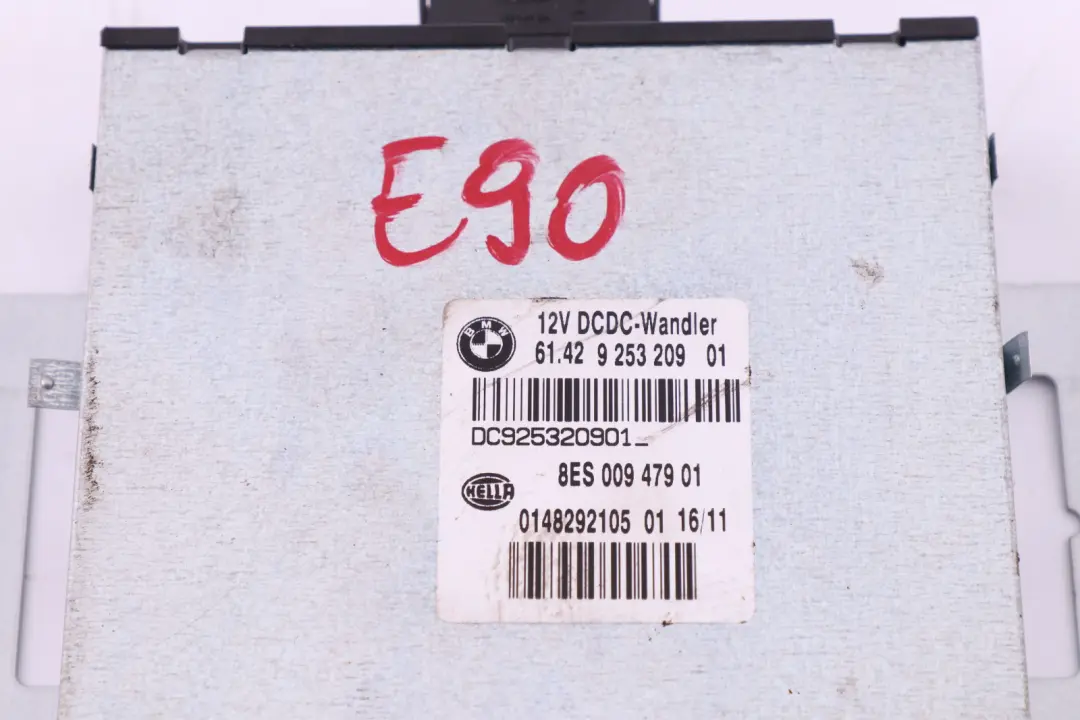 E90
BMW
12V DCDC-Wandler
61.42 9 253 209 01
DC925320901_
8ES 009 479 01
HELLA
0148292105 01 16/11